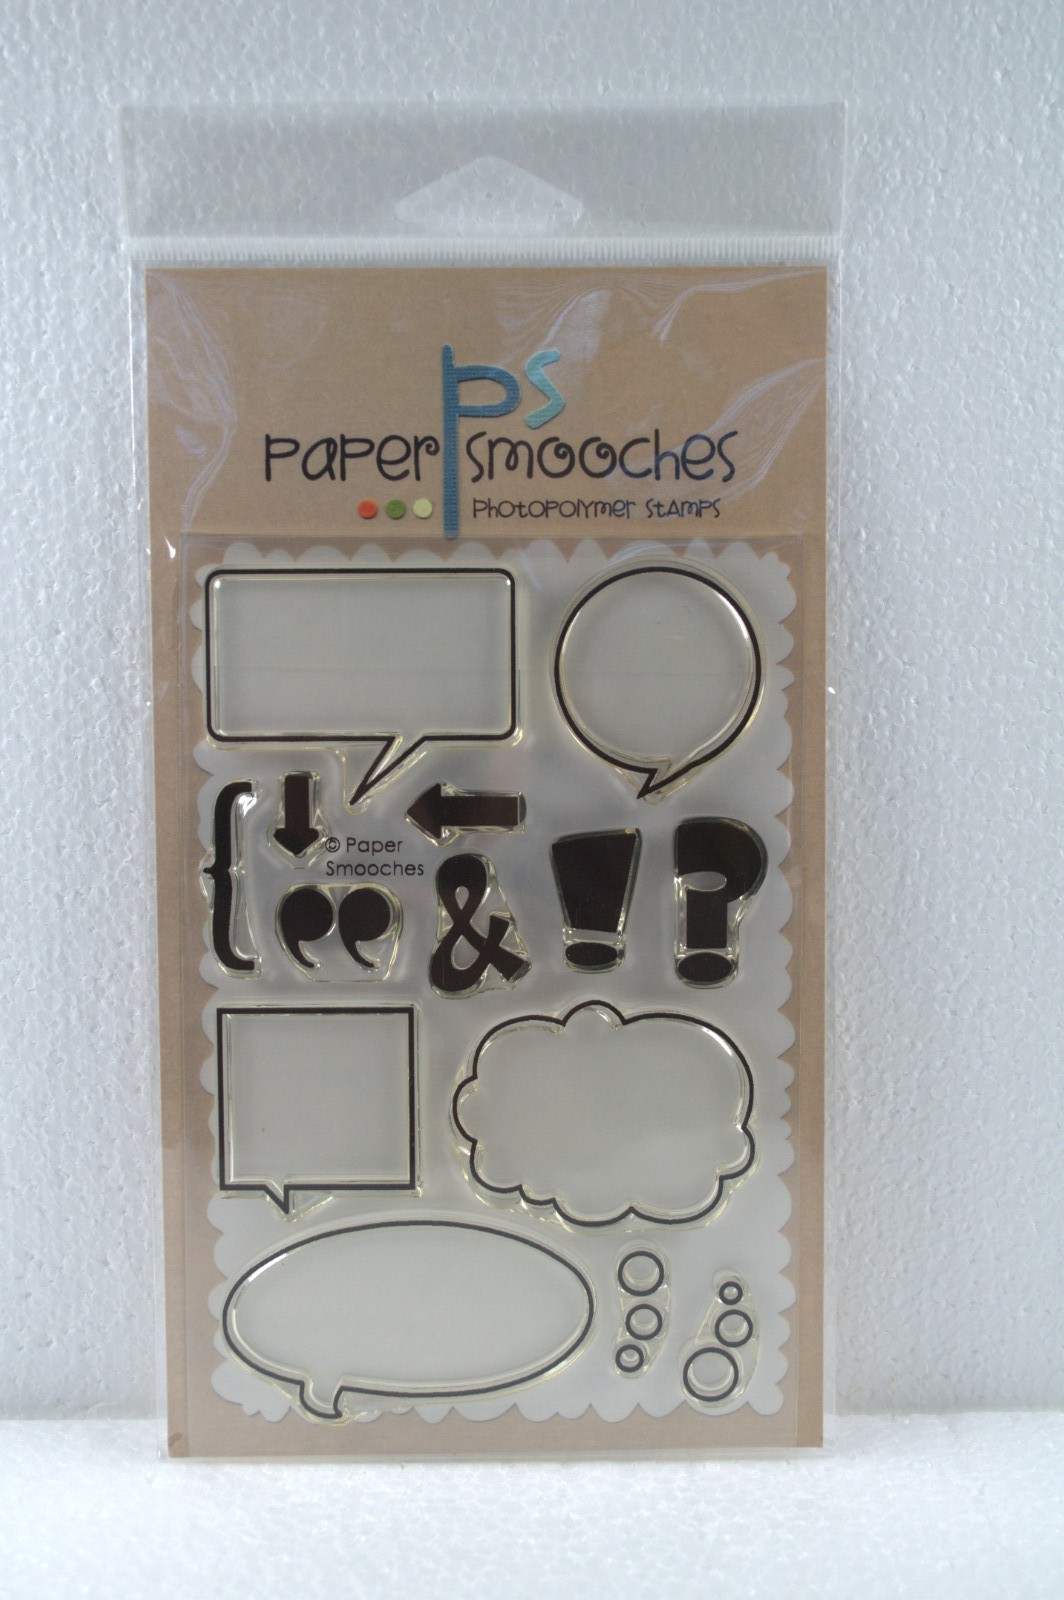 PS
PAPER SMOOCHES
PHOTOPOLYMER STAMPS
© Paper
Smooches
{ ❟❟ & ! ?